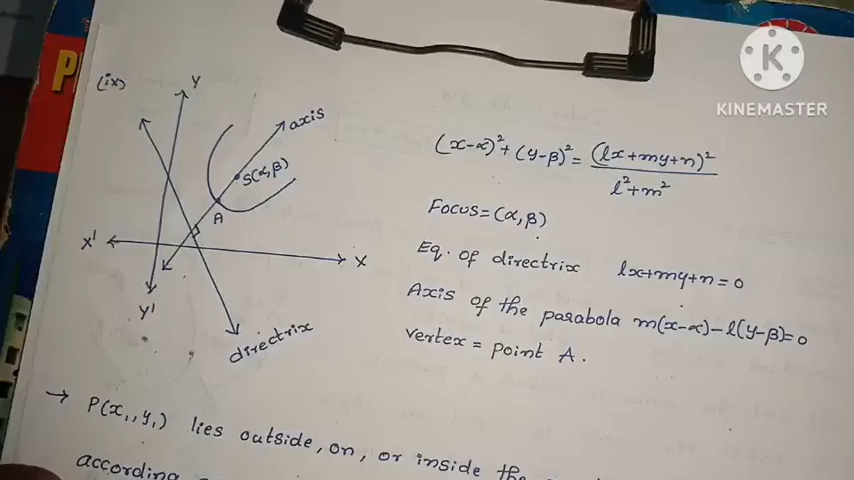 (ix)
Y
axis
S(α,β)
A
X'
X
Y'
directrix
(x-α)²+(y-β)²= (lx+my+n)² / l²+m²
Focus=(α,β)
Eq. of directrix lx+my+n=0
Axis of the parabola m(x-α)-l(y-β)=0
vertex = point A.
→ P(x₁,y₁) lies outside, on, or inside the
according
K
KINEMASTER